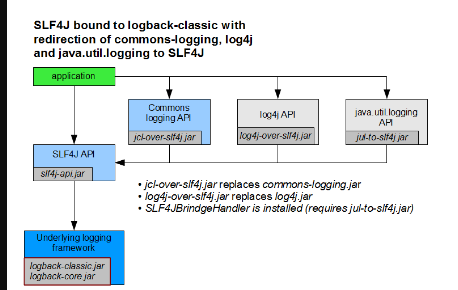 SLF4J bound to logback-classic with
redirection of commons-logging, log4j
and java.util.logging to SLF4J
application
Commons
logging API
jcl-over-slf4j.jar
log4j API
log4j-over-slf4j.jar
java.util.logging
API
jul-to-slf4j.jar
SLF4J API
slf4j-api.jar
• jcl-over-slf4j.jar replaces commons-logging.jar
• log4j-over-slf4j.jar replaces log4j.jar
• SLF4JBrindgeHandler is installed (requires jul-to-slf4j.jar)
Underlying logging
framework
logback-classic.jar
logback-core.jar